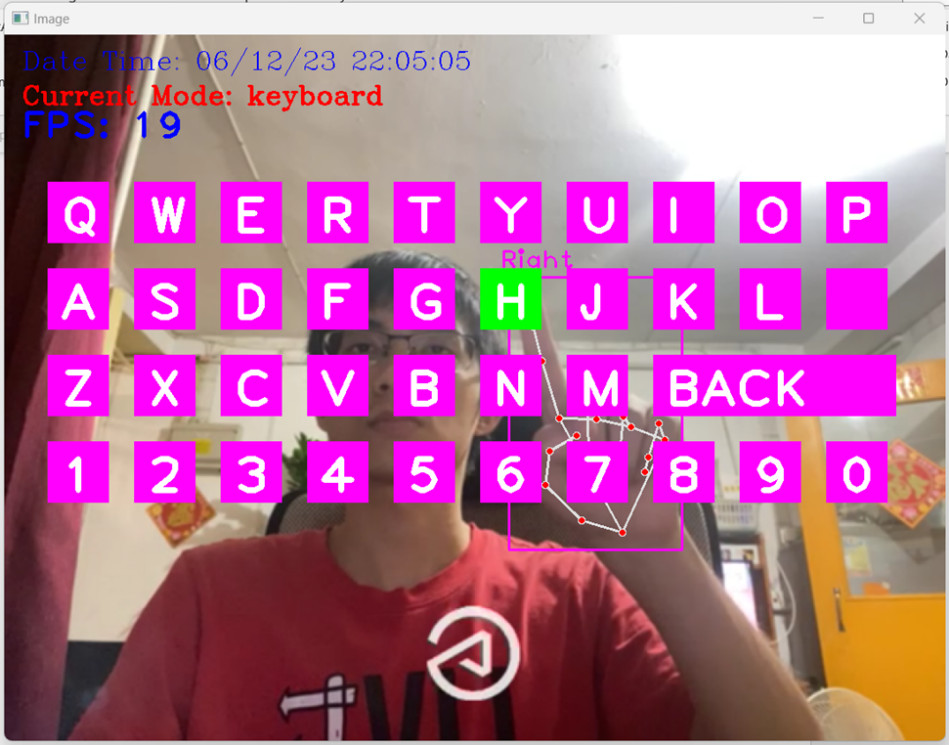 Image
Date Time: 06/12/23 22:05:05
Current Mode: keyboard
FPS: 19
Q W E R T Y U I O P
Right
A S D F G H J K L
Z X C V B N M BACK
1 2 3 4 5 6 7 8 9 0